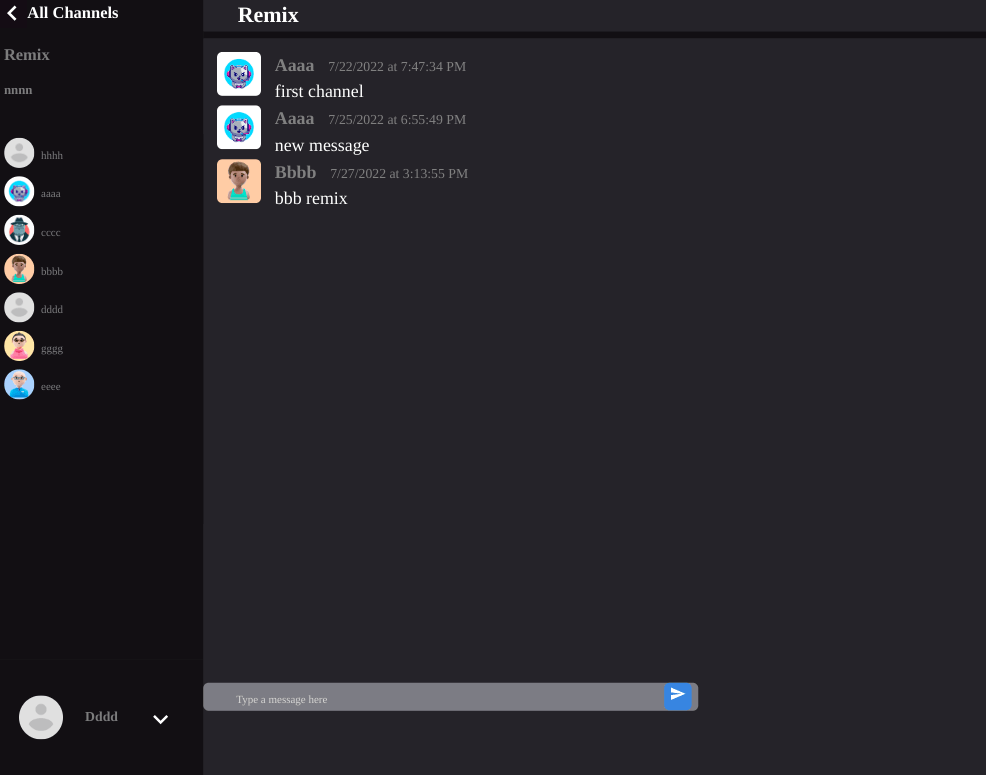 All Channels
Remix
nnnn
hhhh
aaaa
cccc
bbbb
dddd
gggg
eeee
Dddd
Remix
Aaaa 7/22/2022 at 7:47:34 PM
first channel
Aaaa 7/25/2022 at 6:55:49 PM
new message
Bbbb 7/27/2022 at 3:13:55 PM
bbb remix
Type a message here